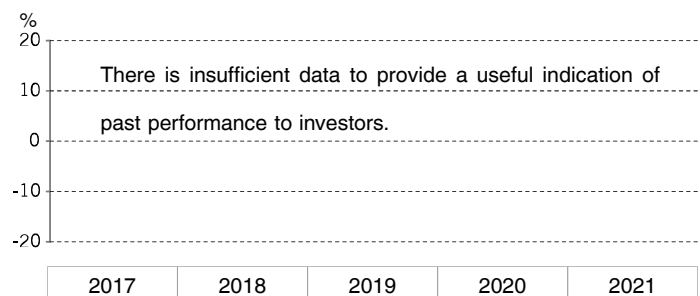 %
20
There is insufficient data to provide a useful indication of
10
past performance to investors.
0
-10
-20
2017 2018 2019 2020 2021